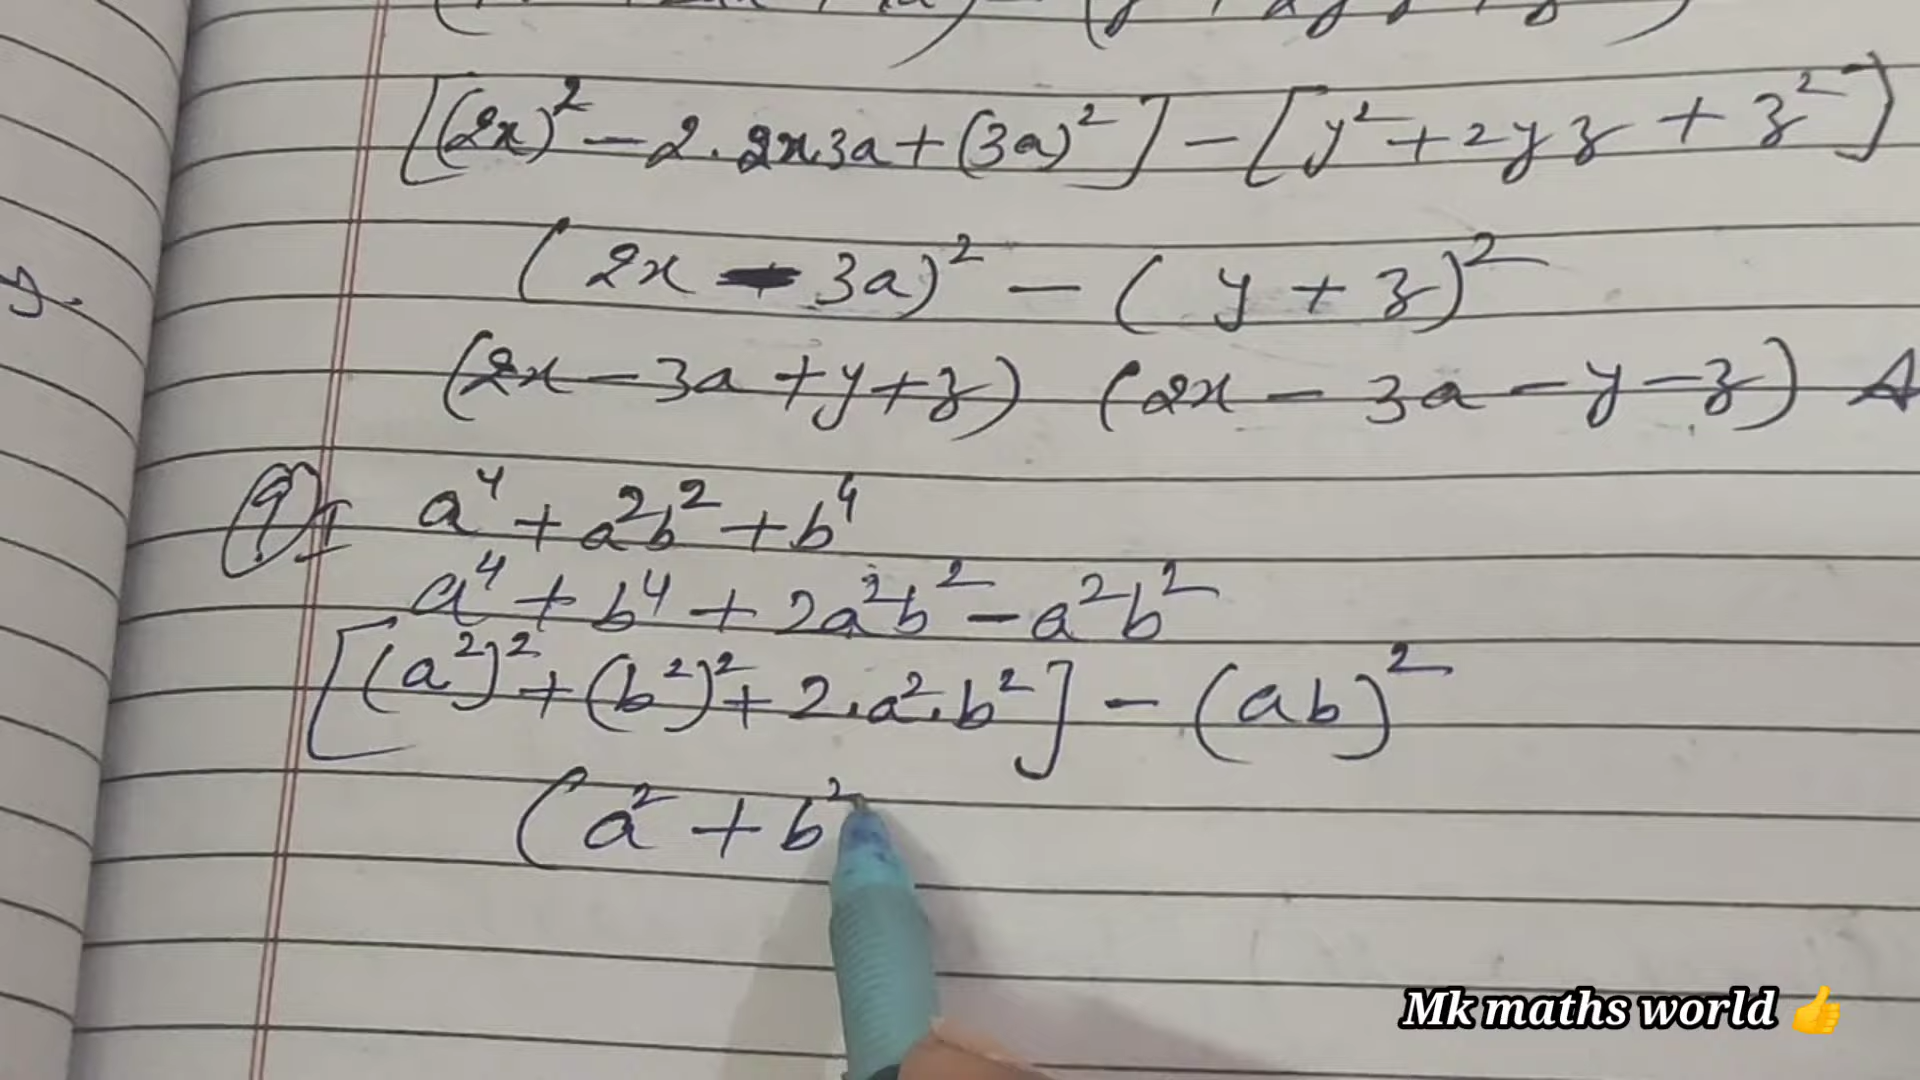 [(2x)² - 2. 2x.3a + (3a)²] - [y² + 2yz + z²]
(2x - 3a)² - (y + z)²
(2x - 3a + y + z) (2x - 3a - y - z) A
Q1 a⁴ + a²b² + b⁴
a⁴ + b⁴ + 2a²b² - a²b²
[(a²)² + (b²)² + 2.a².b²] - (ab)²
(a² + b²
Mk maths world 👍